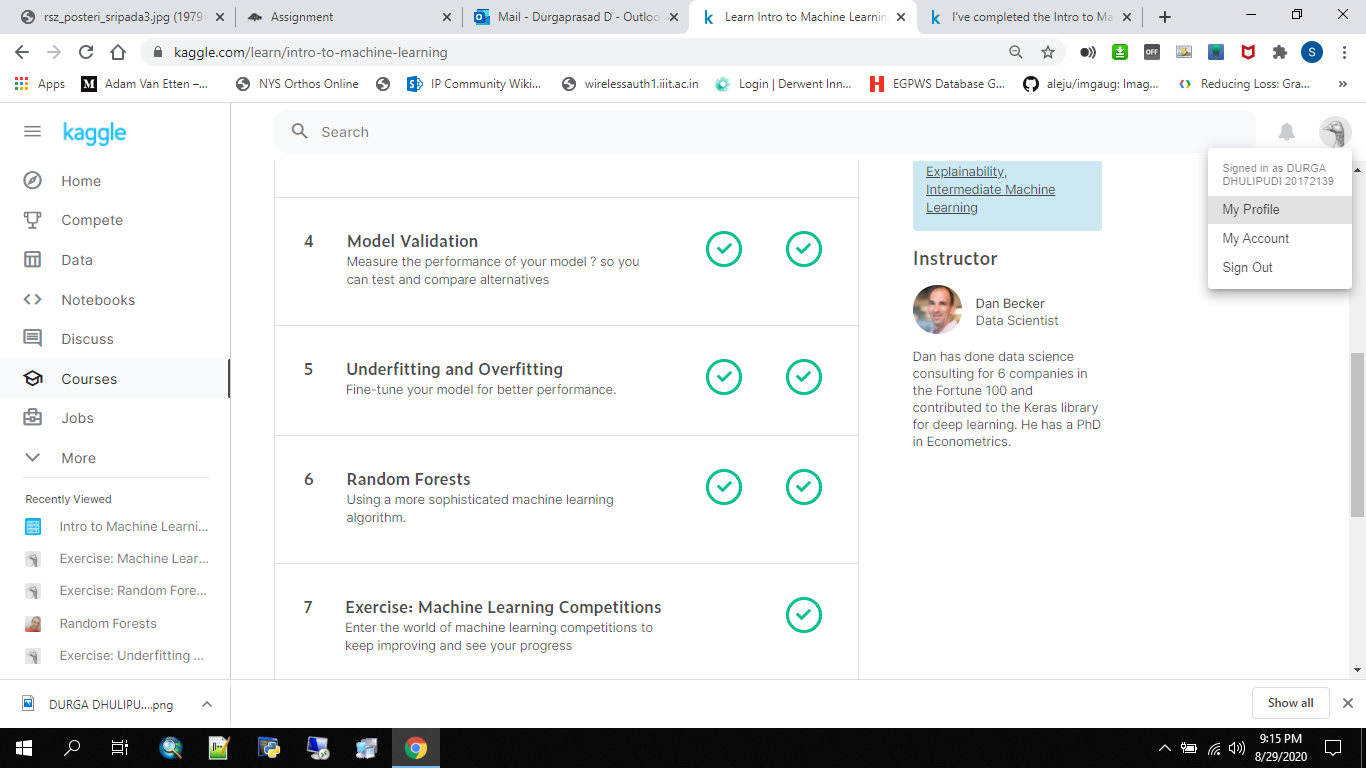 rsz_posteri_sripada3.jpg (1979
Assignment
Mail - Durgaprasad D - Outloo
Learn Intro to Machine Learnin
I've completed the Intro to Ma
kaggle.com/learn/intro-to-machine-learning
Apps
Adam Van Etten –...
NYS Orthos Online
IP Community Wiki...
wirelessauth1.iiit.ac.in
Login | Derwent Inn...
EGPWS Database G...
aleju/imgaug: Imag...
Reducing Loss: Gra...
»
kaggle
Search
Signed in as DURGA
DHULIPUDI 20172139
My Profile
My Account
Sign Out
Home
Compete
Data
Notebooks
Discuss
Courses
Jobs
More
Recently Viewed
Intro to Machine Learni...
Exercise: Machine Lear...
Exercise: Random Fore...
Random Forests
Exercise: Underfitting ...
4
Model Validation
Measure the performance of your model ? so you
can test and compare alternatives
5
Underfitting and Overfitting
Fine-tune your model for better performance.
6
Random Forests
Using a more sophisticated machine learning
algorithm.
7
Exercise: Machine Learning Competitions
Enter the world of machine learning competitions to
keep improving and see your progress
Explainability,
Intermediate Machine
Learning
Instructor
Dan Becker
Data Scientist
Dan has done data science
consulting for 6 companies in
the Fortune 100 and
contributed to the Keras library
for deep learning. He has a PhD
in Econometrics.
DURGA DHULIPU....png
Show all
9:15 PM
8/29/2020